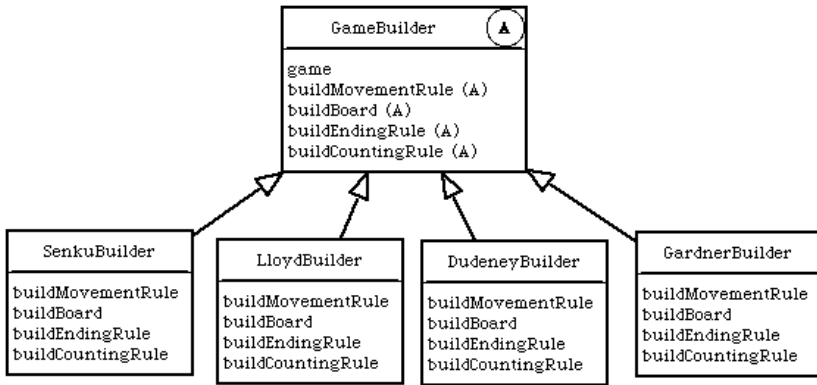 GameBuilder
A
game
buildMovementRule (A)
buildBoard (A)
buildEndingRule (A)
buildCountingRule (A)
SenkuBuilder
buildMovementRule
buildBoard
buildEndingRule
buildCountingRule
LloydBuilder
buildMovementRule
buildBoard
buildEndingRule
buildCountingRule
DudeneyBuilder
buildMovementRule
buildBoard
buildEndingRule
buildCountingRule
GardnerBuilder
buildMovementRule
buildBoard
buildEndingRule
buildCountingRule